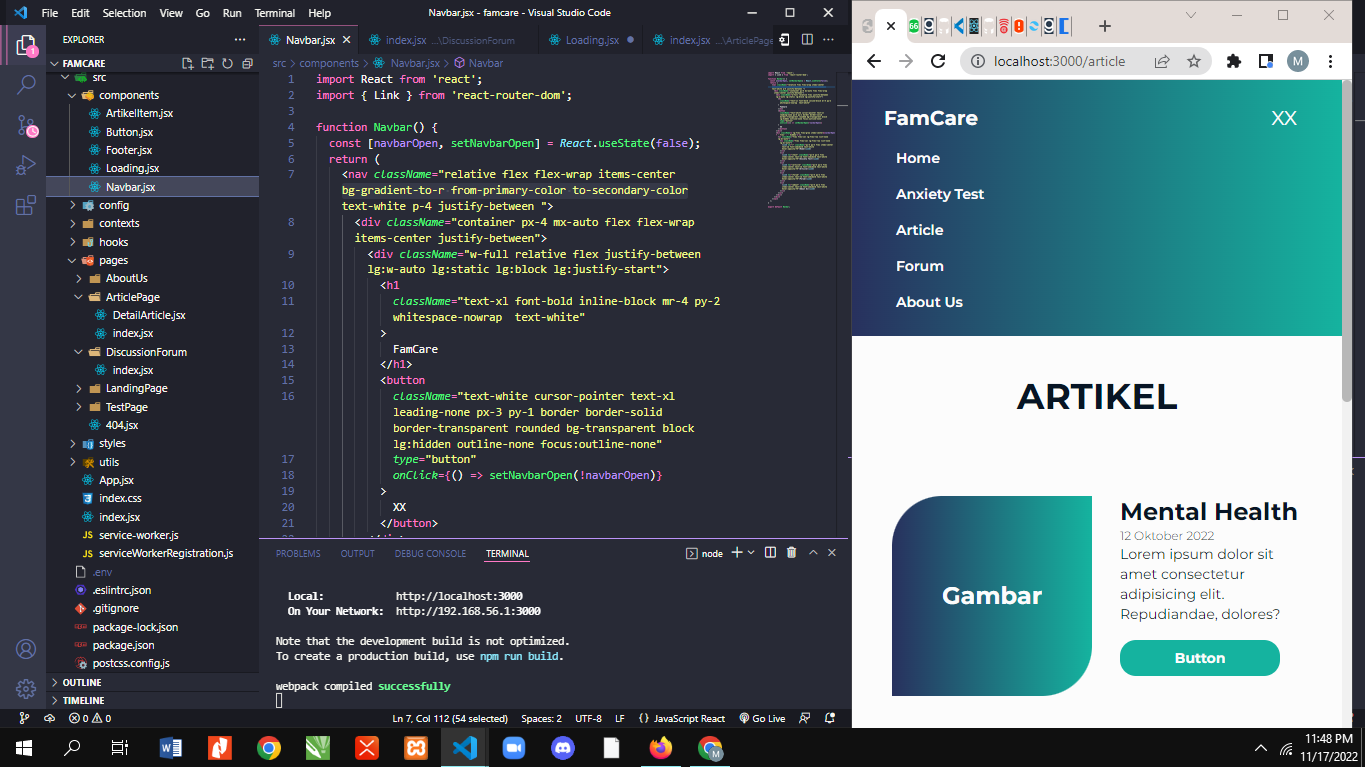 File Edit Selection View Go Run Terminal Help
Navbar.jsx - famcare - Visual Studio Code
EXPLORER
FAMCARE
src
components
ArtikelItem.jsx
Button.jsx
Footer.jsx
Loading.jsx
Navbar.jsx
config
contexts
hooks
pages
AboutUs
ArticlePage
DetailArticle.jsx
index.jsx
DiscussionForum
index.jsx
LandingPage
TestPage
404.jsx
styles
utils
App.jsx
index.css
index.jsx
JS service-worker.js
JS serviceWorkerRegistration.js
.env
.eslintrc.json
.gitignore
package-lock.json
package.json
postcss.config.js
OUTLINE
TIMELINE
Navbar.jsx index.jsx ...\DiscussionForum Loading.jsx index.jsx ...\ArticlePage
src > components > Navbar.jsx > Navbar
1 import React from 'react';
2 import { Link } from 'react-router-dom';
3
4 function Navbar() {
5 const [navbarOpen, setNavbarOpen] = React.useState(false);
6 return (
7 <nav className="relative flex flex-wrap items-center
bg-gradient-to-r from-primary-color to-secondary-color
text-white p-4 justify-between ">
8 <div className="container px-4 mx-auto flex flex-wrap
items-center justify-between">
9 <div className="w-full relative flex justify-between
lg:w-auto lg:static lg:block lg:justify-start">
10 <h1
11 className="text-xl font-bold inline-block mr-4 py-2
whitespace-nowrap  text-white"
12 >
13 FamCare
14 </h1>
15 <button
16 className="text-white cursor-pointer text-xl
leading-none px-3 py-1 border border-solid
border-transparent rounded bg-transparent block
lg:hidden outline-none focus:outline-none"
17 type="button"
18 onClick={() => setNavbarOpen(!navbarOpen)}
19 >
20 XX
21 </button>
PROBLEMS OUTPUT DEBUG CONSOLE TERMINAL
node
Local: http://localhost:3000
On Your Network: http://192.168.56.1:3000
Note that the development build is not optimized.
To create a production build, use npm run build.
webpack compiled successfully
0 0
Ln 7, Col 112 (54 selected) Spaces: 2 UTF-8 LF {} JavaScript React Go Live
localhost:3000/article
M
FamCare XX
Home
Anxiety Test
Article
Forum
About Us
ARTIKEL
Gambar
Mental Health
12 Oktober 2022
Lorem ipsum dolor sit
amet consectetur
adipisicing elit.
Repudiandae, dolores?
Button
11:48 PM
11/17/2022